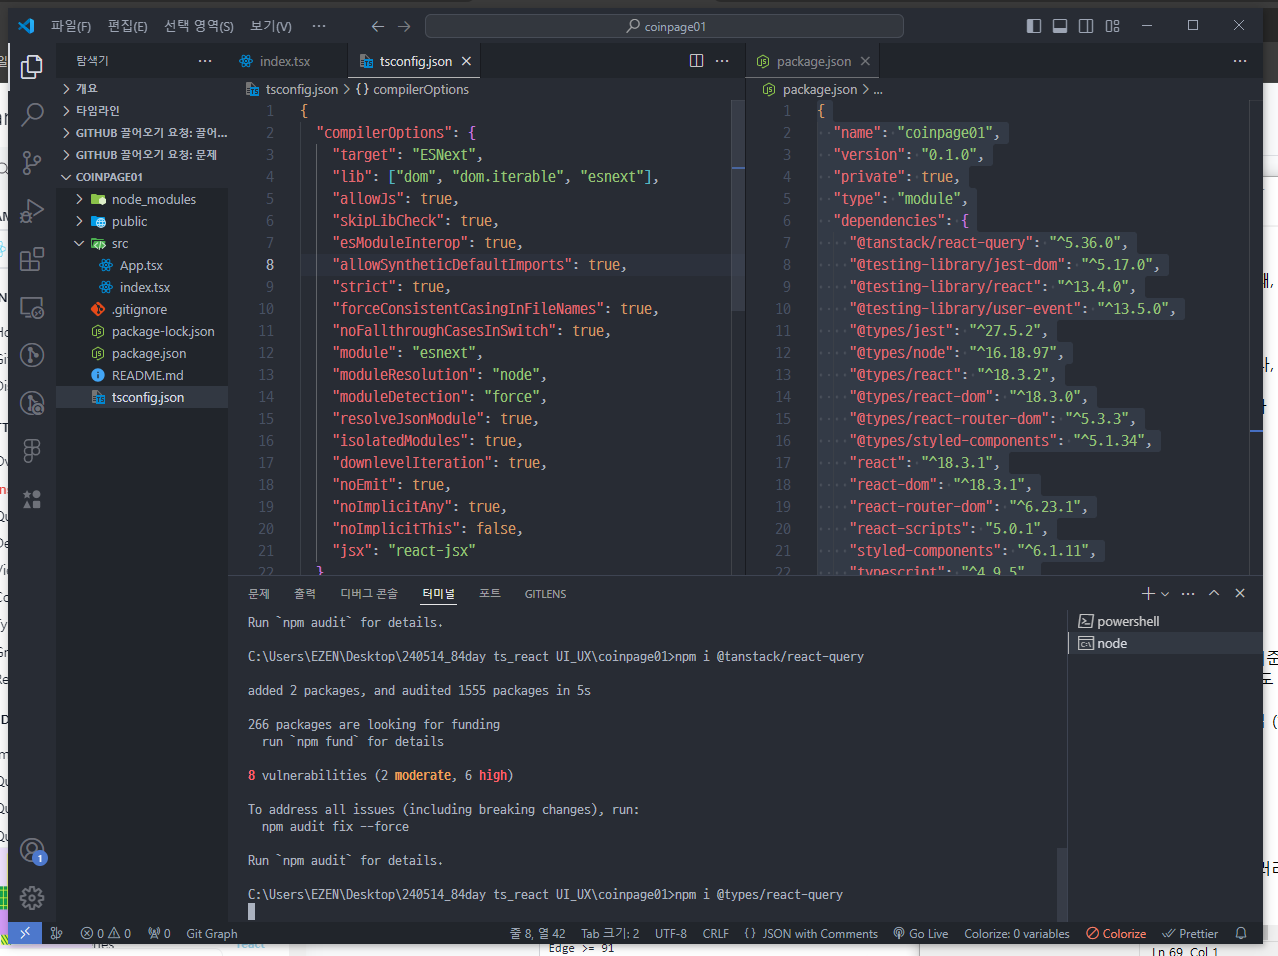 파일(F) 편집(E) 선택 영역(S) 보기(V) ··· coinpage01
탐색기 ···
개요
타임라인
GITHUB 끌어오기 요청: 끌어...
GITHUB 끌어오기 요청: 문제
COINPAGE01
node_modules
public
src
App.tsx
index.tsx
.gitignore
package-lock.json
package.json
README.md
tsconfig.json
index.tsx tsconfig.json ···
tsconfig.json > { } compilerOptions
1 {
2 "compilerOptions": {
3 "target": "ESNext",
4 "lib": ["dom", "dom.iterable", "esnext"],
5 "allowJs": true,
6 "skipLibCheck": true,
7 "esModuleInterop": true,
8 "allowSyntheticDefaultImports": true,
9 "strict": true,
10 "forceConsistentCasingInFileNames": true,
11 "noFallthroughCasesInSwitch": true,
12 "module": "esnext",
13 "moduleResolution": "node",
14 "moduleDetection": "force",
15 "resolveJsonModule": true,
16 "isolatedModules": true,
17 "downlevelIteration": true,
18 "noEmit": true,
19 "noImplicitAny": true,
20 "noImplicitThis": false,
21 "jsx": "react-jsx"
22 }
package.json ···
package.json > ...
1 {
2 "name": "coinpage01",
3 "version": "0.1.0",
4 "private": true,
5 "type": "module",
6 "dependencies": {
7 "@tanstack/react-query": "^5.36.0",
8 "@testing-library/jest-dom": "^5.17.0",
9 "@testing-library/react": "^13.4.0",
10 "@testing-library/user-event": "^13.5.0",
11 "@types/jest": "^27.5.2",
12 "@types/node": "^16.18.97",
13 "@types/react": "^18.3.2",
14 "@types/react-dom": "^18.3.0",
15 "@types/react-router-dom": "^5.3.3",
16 "@types/styled-components": "^5.1.34",
17 "react": "^18.3.1",
18 "react-dom": "^18.3.1",
19 "react-router-dom": "^6.23.1",
20 "react-scripts": "5.0.1",
21 "styled-components": "^6.1.11",
22 "typescript": "^4.9.5"
문제 출력 디버그 콘솔 터미널 포트 GITLENS
Run `npm audit` for details.
C:\Users\EZEN\Desktop\240514_84day ts_react UI_UX\coinpage01>npm i @tanstack/react-query
added 2 packages, and audited 1555 packages in 5s
266 packages are looking for funding
run `npm fund` for details
8 vulnerabilities (2 moderate, 6 high)
To address all issues (including breaking changes), run:
npm audit fix --force
Run `npm audit` for details.
C:\Users\EZEN\Desktop\240514_84day ts_react UI_UX\coinpage01>npm i @types/react-query
powershell
node
1
0 0 0 Git Graph 줄 8, 열 42 Tab 크기: 2 UTF-8 CRLF { } JSON with Comments Go Live Colorize: 0 variables Colorize Prettier
react
Edge >= 91
Ln 69, Col 1